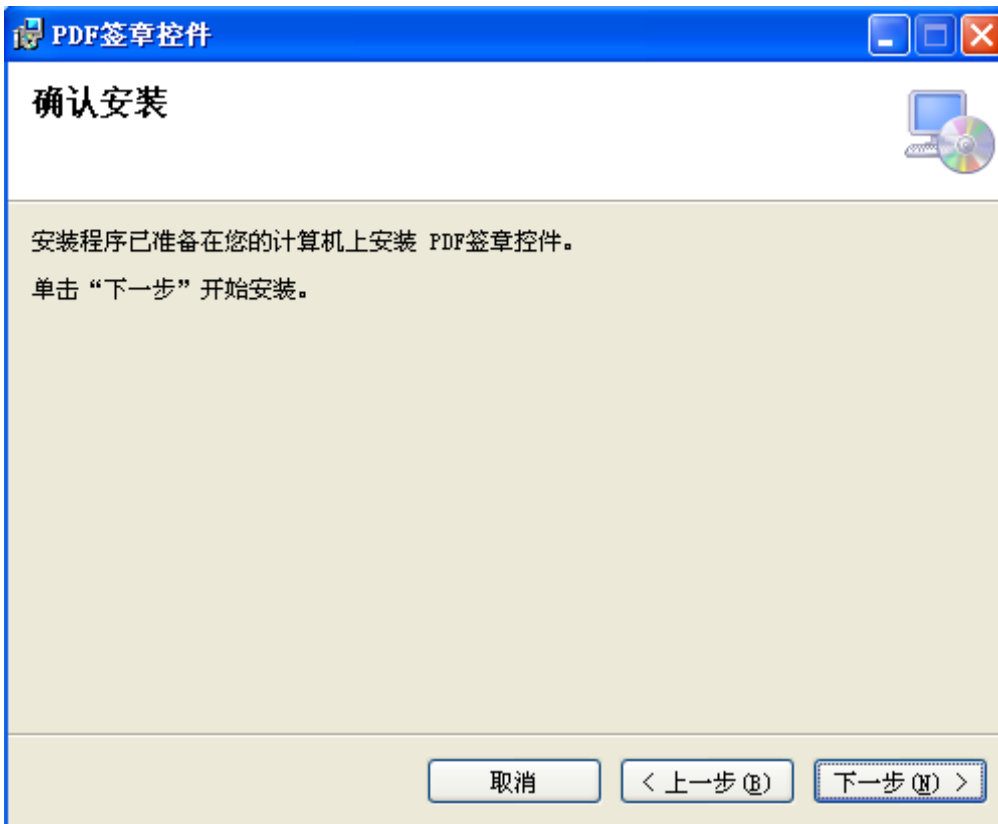 PDF签章控件
确认安装
安装程序已准备在您的计算机上安装 PDF签章控件。
单击“下一步”开始安装。
取消
< 上一步(B)
下一步(N) >